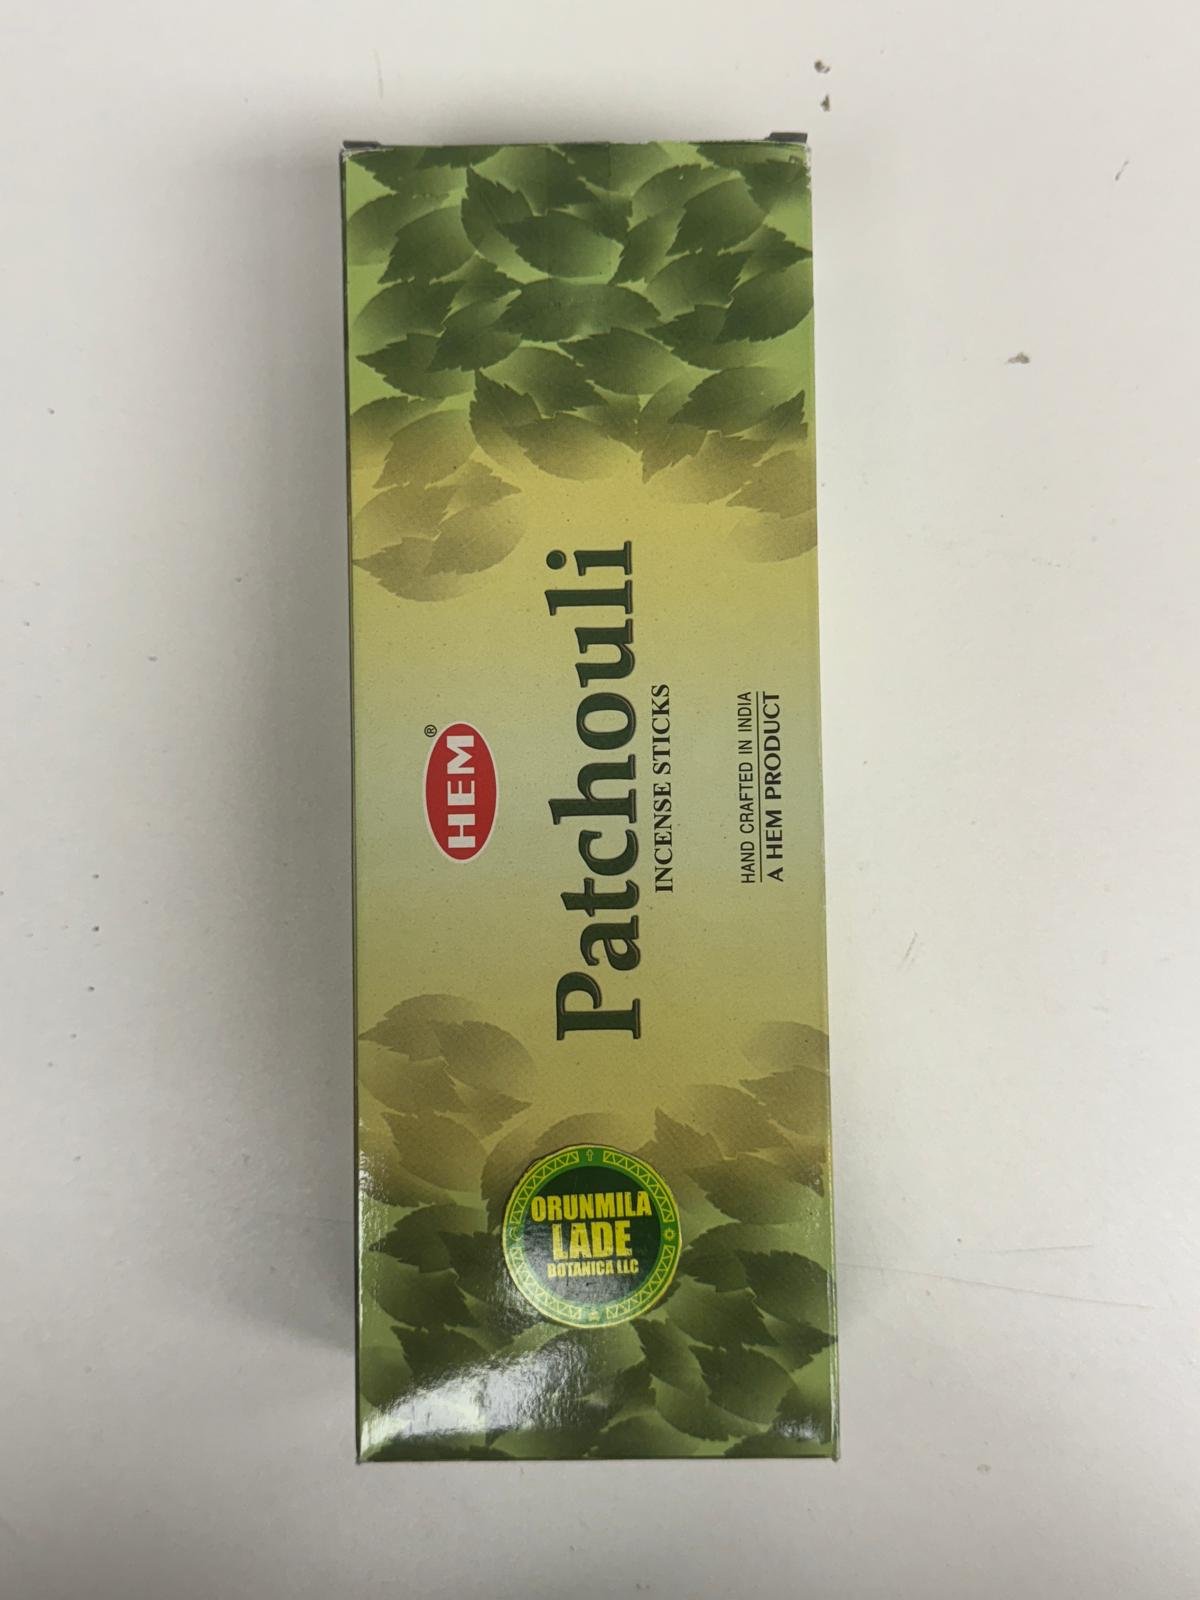 HEM®
Patchouli
INCENSE STICKS
HAND CRAFTED IN INDIA
A HEM PRODUCT
ORUNMILA
LADE
BOTANICA LLC